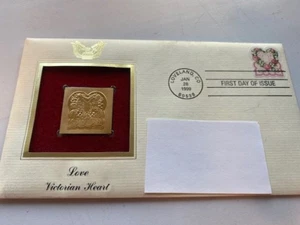 LOVELAND, CO
JAN
28
1999
FIRST DAY OF ISSUE
Love
Victorian Heart